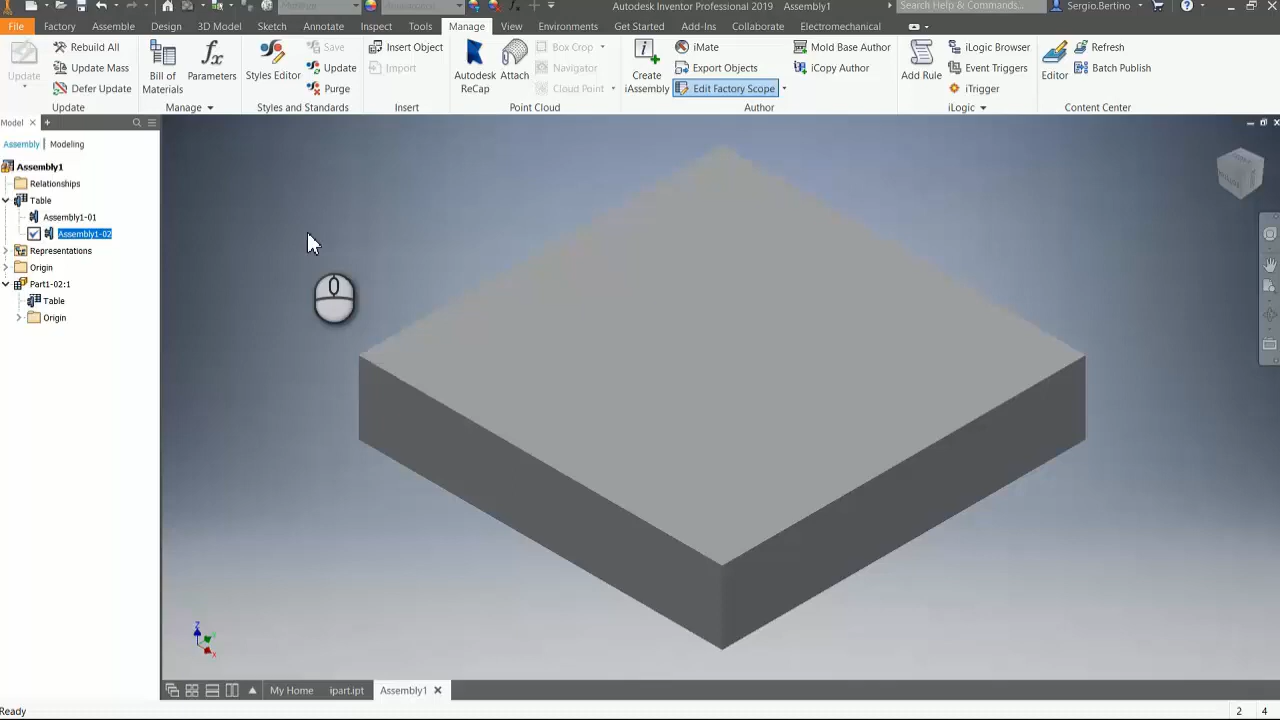 Autodesk Inventor Professional 2019 Assembly1
Search Help & Commands...
Sergio.Bertino
File Factory Assemble Design 3D Model Sketch Annotate Inspect Tools Manage View Environments Get Started Add-Ins Collaborate Electromechanical
Update
Rebuild All
Update Mass
Defer Update
Update
Bill of Materials
Parameters
Manage
Styles Editor
Save
Update
Purge
Styles and Standards
Insert Object
Import
Insert
Autodesk ReCap
Attach
Box Crop
Navigator
Cloud Point
Point Cloud
Create iAssembly
iMate
Export Objects
Edit Factory Scope
Mold Base Author
iCopy Author
Author
Add Rule
iLogic Browser
Event Triggers
iTrigger
iLogic
Editor
Refresh
Batch Publish
Content Center
Model
Assembly | Modeling
Assembly1
Relationships
Table
Assembly1-01
Assembly1-02
Representations
Origin
Part1-02:1
Table
Origin
Z
X
My Home ipart.ipt Assembly1
Ready
2 4